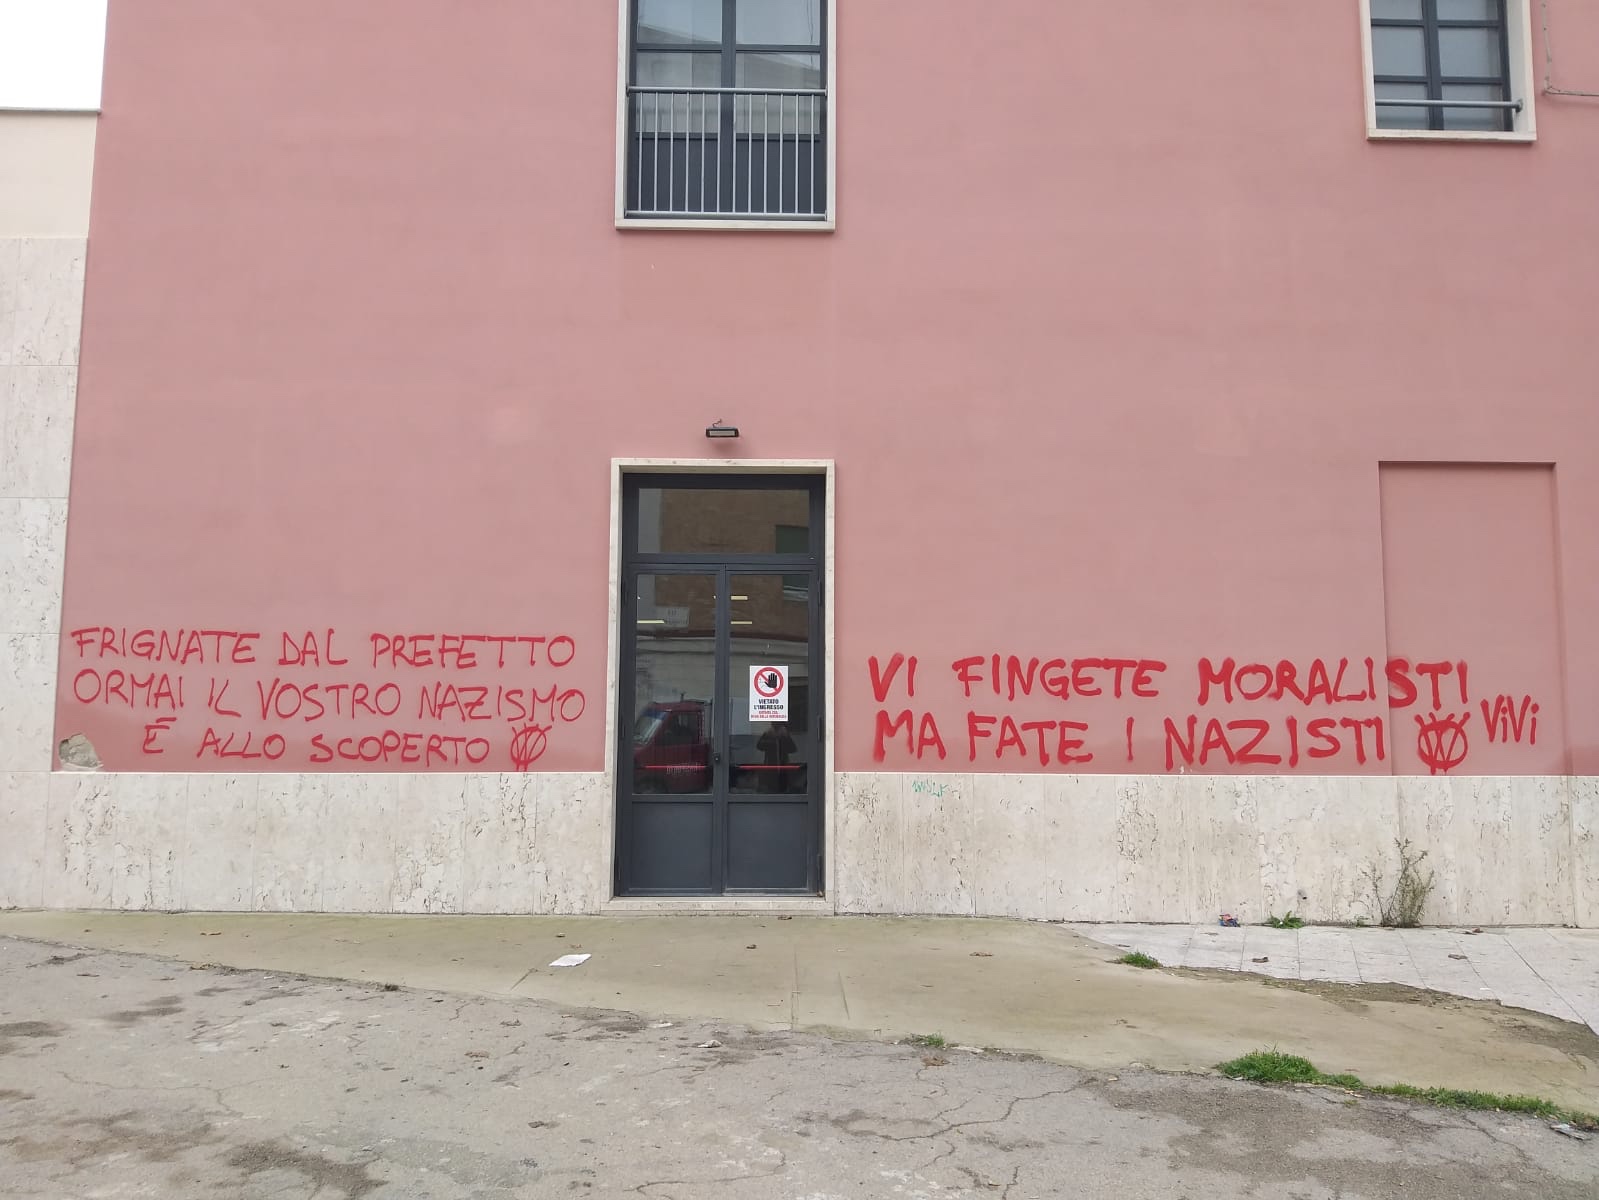 FRIGNATE DAL PREFETTO
ORMAI IL VOSTRO NAZISMO
É ALLO SCOPERTO
VIETATO
L'INGRESSO
VI FINGETE MORALISTI
MA FATE I NAZISTI
ViVi